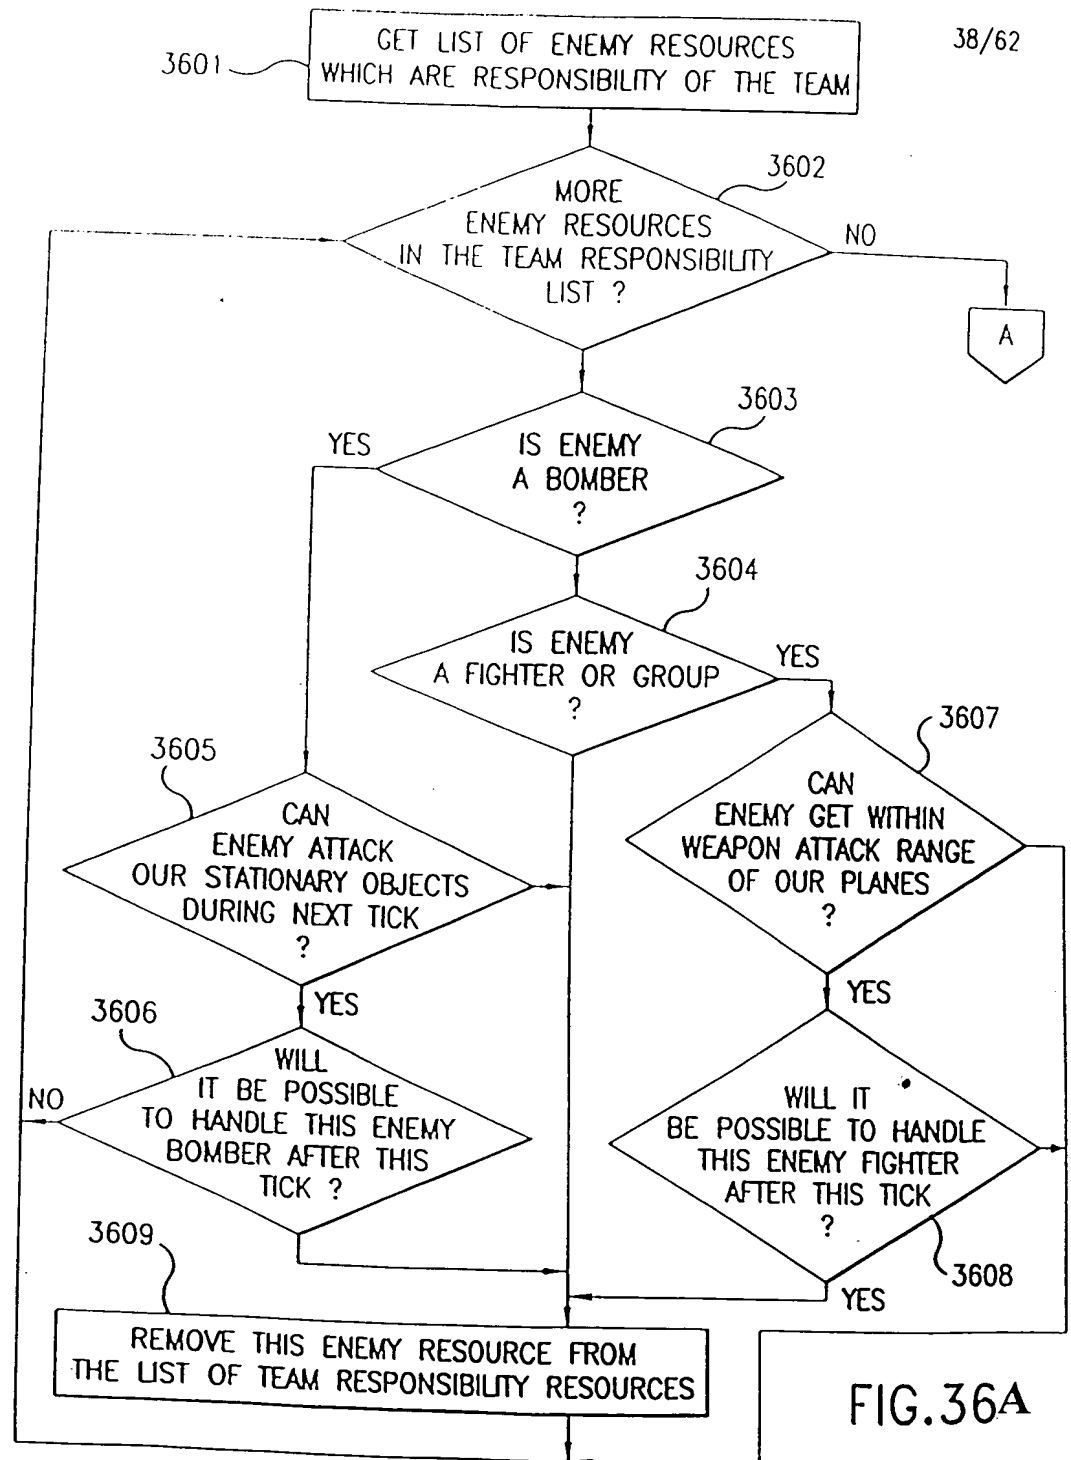 38/62
GET LIST OF ENEMY RESOURCES
WHICH ARE RESPONSIBILITY OF THE TEAM
3601
3602
MORE
ENEMY RESOURCES
IN THE TEAM RESPONSIBILITY
LIST ?
NO
A
3603
YES
IS ENEMY
A BOMBER
?
3604
IS ENEMY
A FIGHTER OR GROUP
?
YES
3605
CAN
ENEMY ATTACK
OUR STATIONARY OBJECTS
DURING NEXT TICK
?
YES
3607
CAN
ENEMY GET WITHIN
WEAPON ATTACK RANGE
OF OUR PLANES
?
YES
3606
NO
WILL
IT BE POSSIBLE
TO HANDLE THIS ENEMY
BOMBER AFTER THIS
TICK ?
WILL IT
BE POSSIBLE TO HANDLE
THIS ENEMY FIGHTER
AFTER THIS TICK
?
3608
YES
3609
REMOVE THIS ENEMY RESOURCE FROM
THE LIST OF TEAM RESPONSIBILITY RESOURCES
FIG.36A